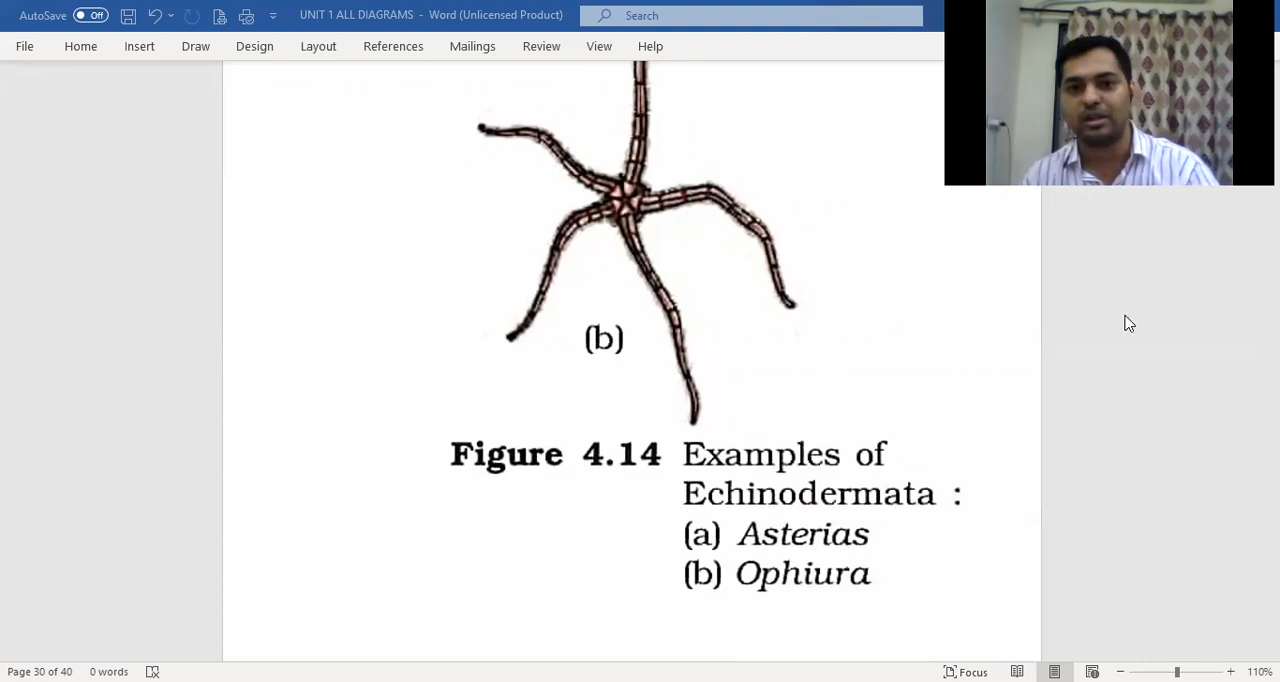 AutoSave Off UNIT 1 ALL DIAGRAMS - Word (Unlicensed Product) Search
File Home Insert Draw Design Layout References Mailings Review View Help
(b)
Figure 4.14 Examples of
Echinodermata :
(a) Asterias
(b) Ophiura
Page 30 of 40 0 words Focus 110%